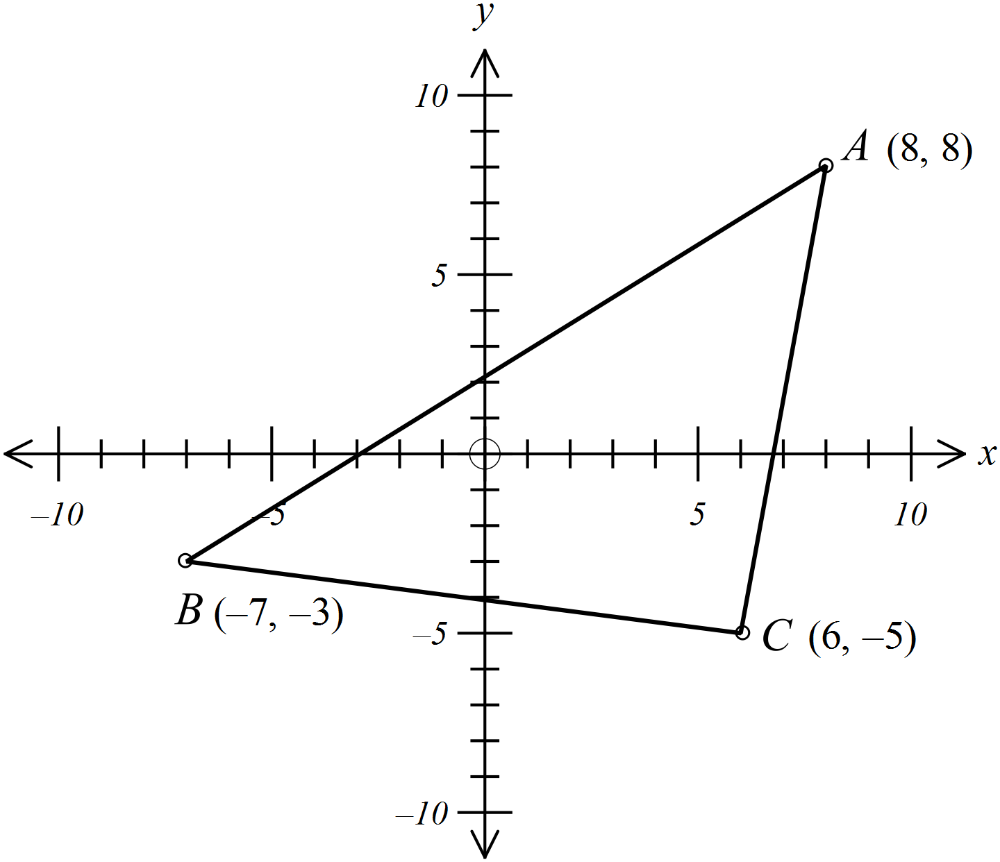 y
10
A (8, 8)
5
x
–10
–5
5
10
B (–7, –3)
–5
C (6, –5)
–10